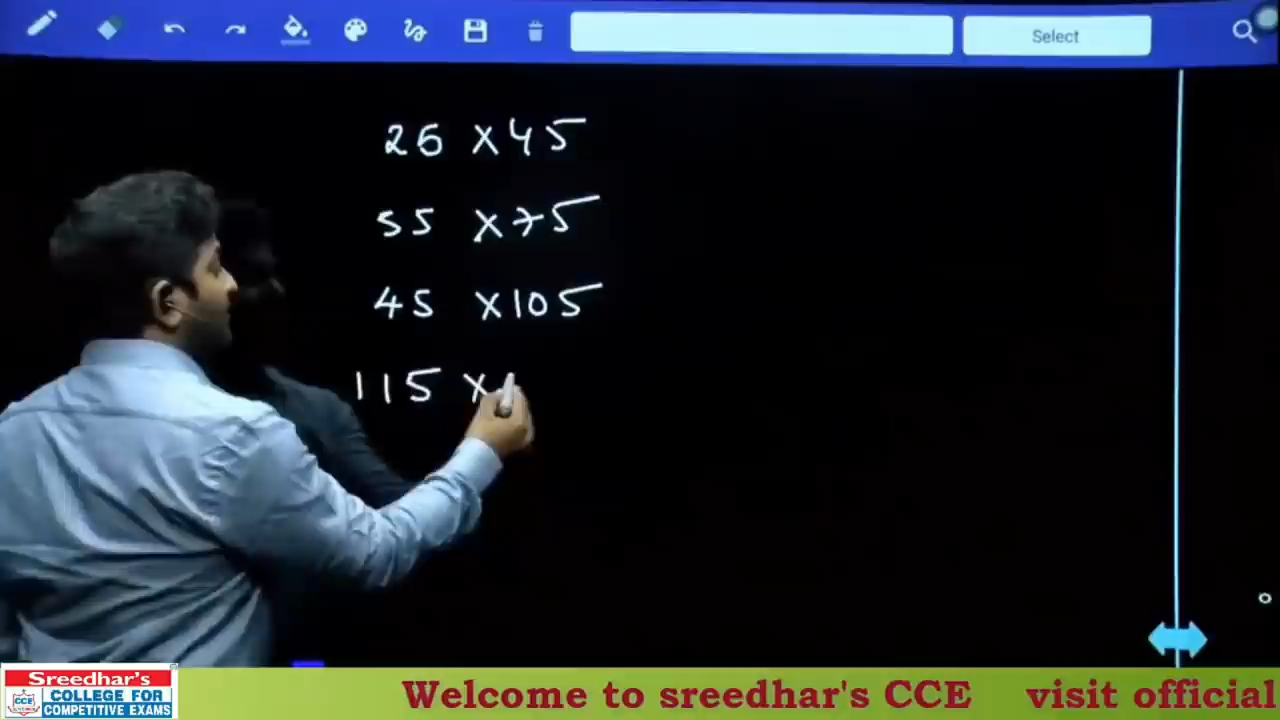 Select
26 x 45
55 x 75
45 x 105
115 x
Sreedhar's
CCE
COLLEGE FOR
COMPETITIVE EXAMS
Welcome to sreedhar's CCE visit official